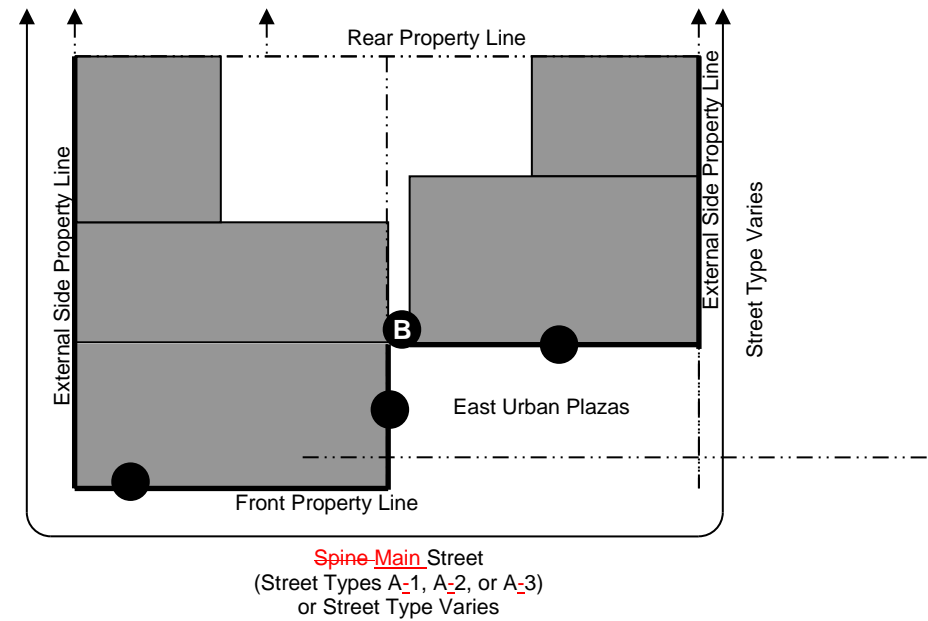 Rear Property Line
External Side Property Line
External Side Property Line
Street Type Varies
B
East Urban Plazas
Front Property Line
Spine Main Street
(Street Types A-1, A-2, or A-3)
or Street Type Varies